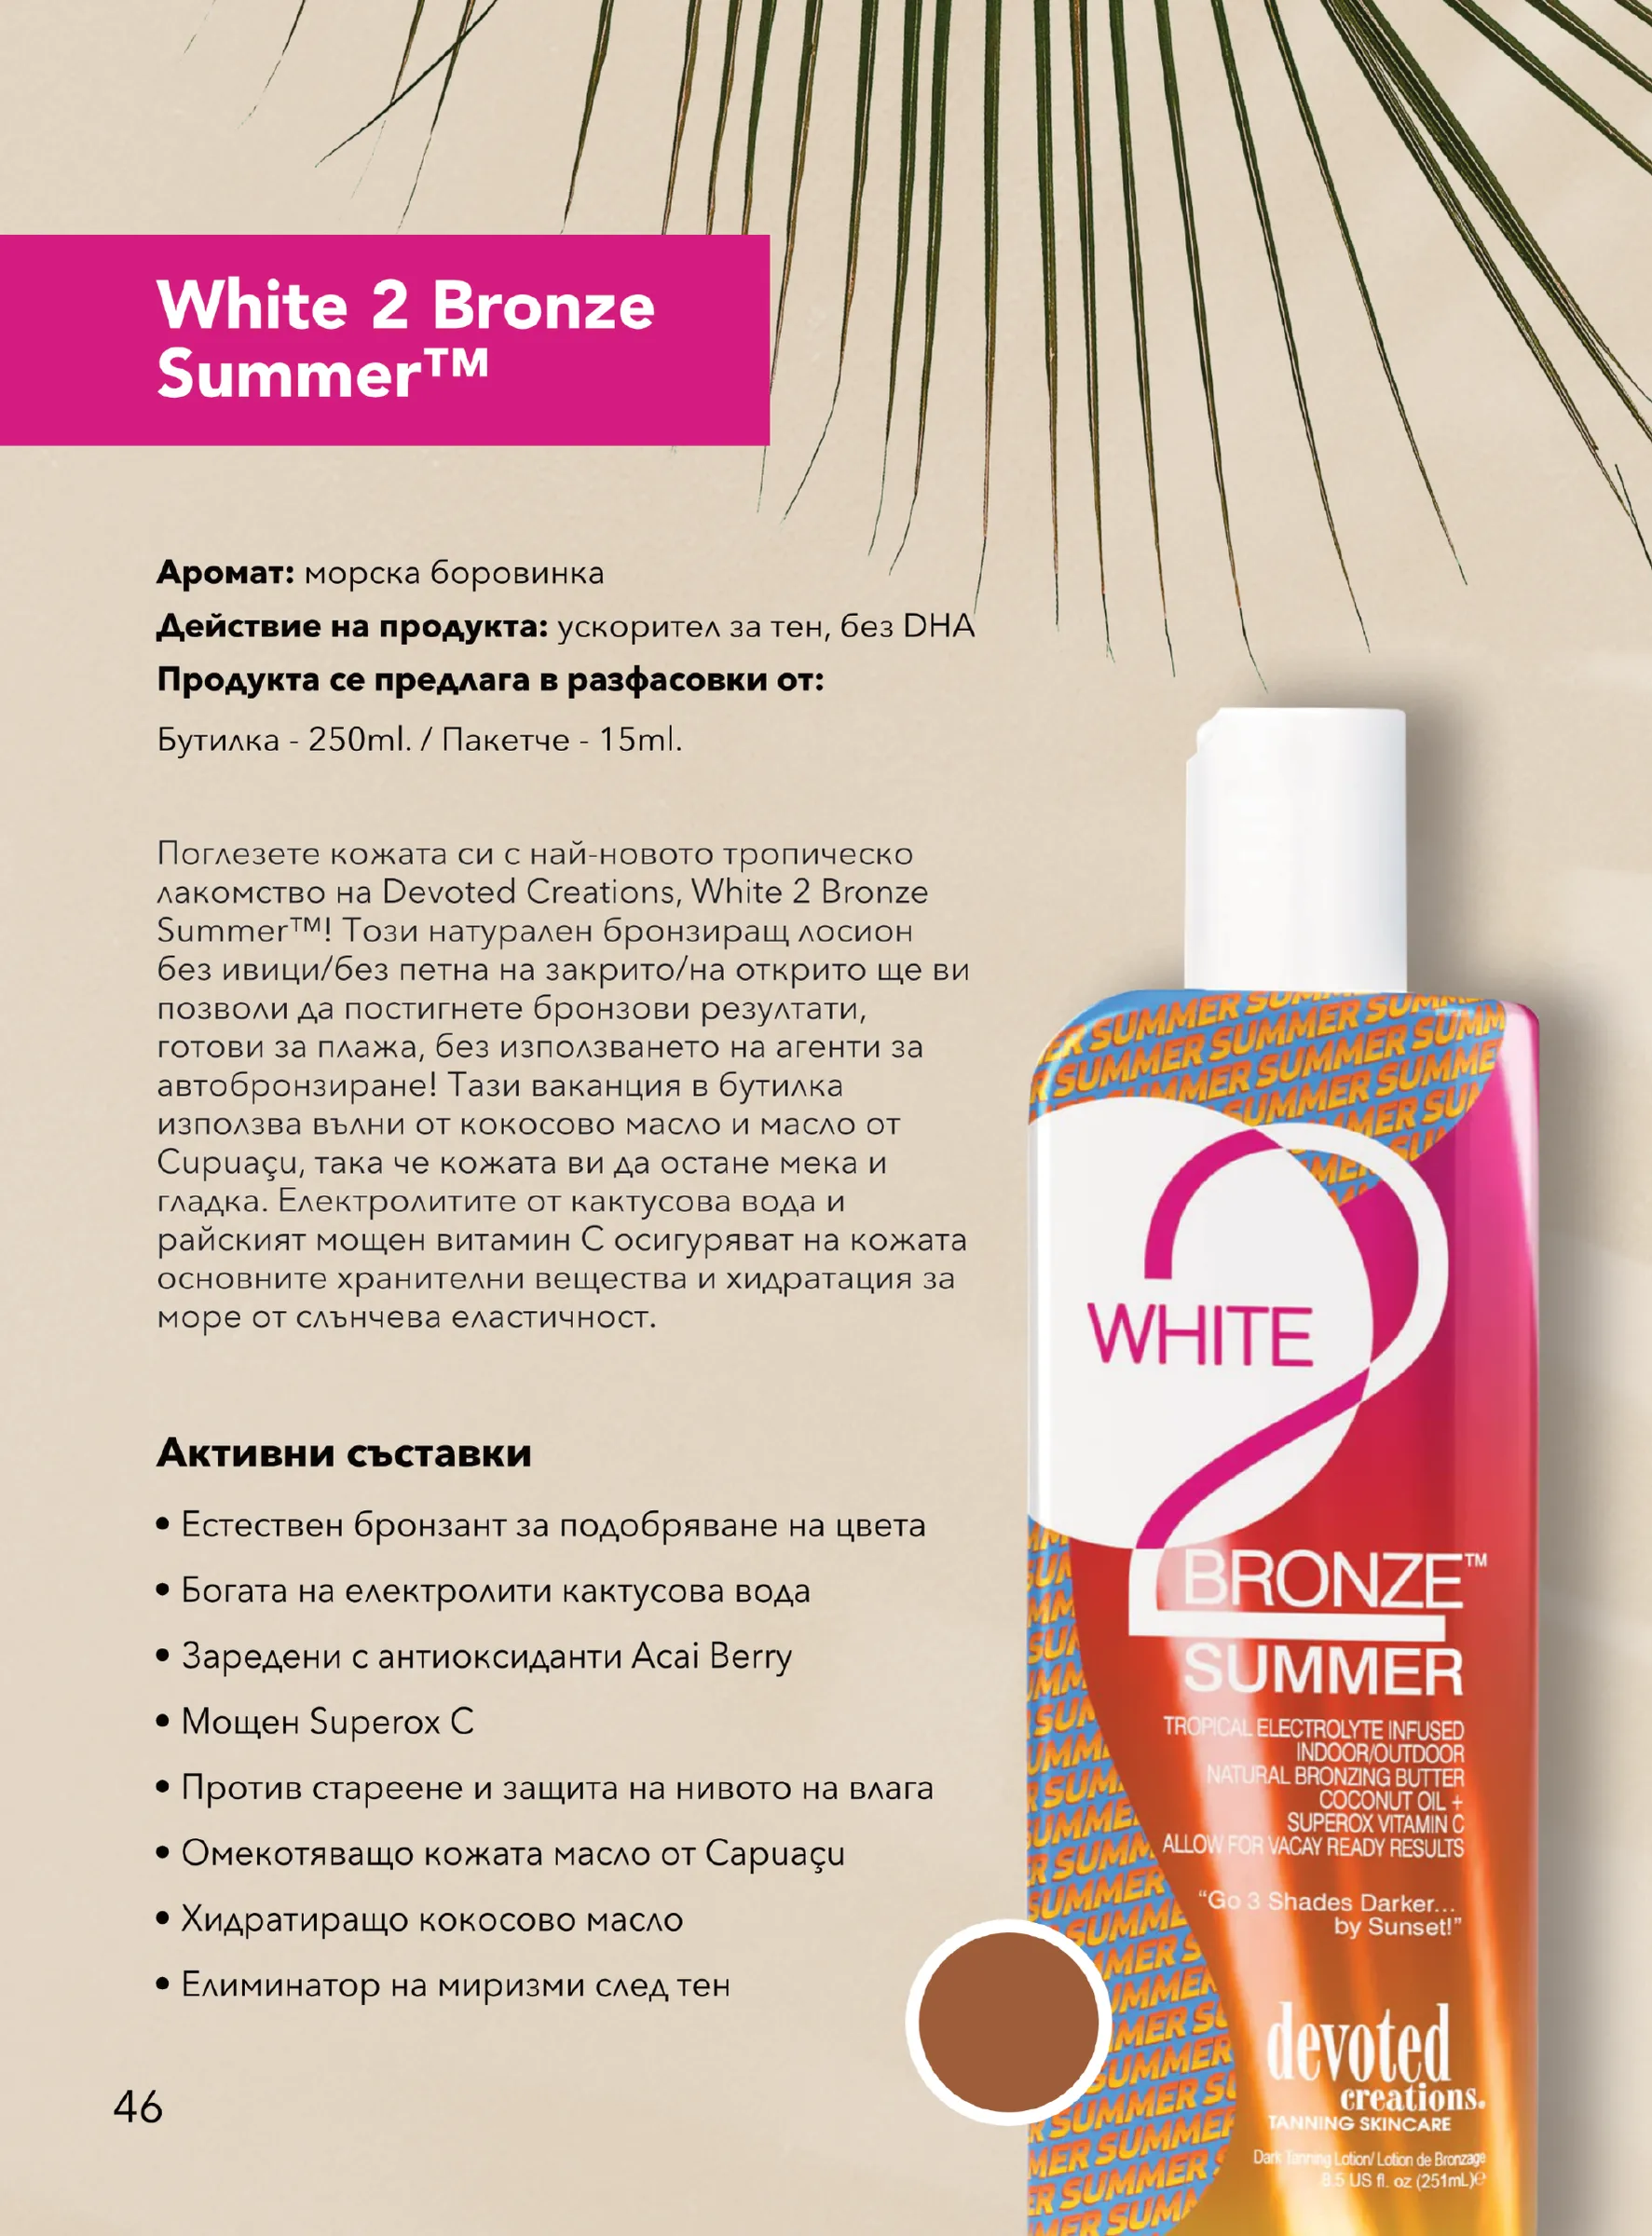 White 2 Bronze
Summer™
Аромат: морска боровинка
Действие на продукта: ускорител за тен, без DHA
Продукта се предлага в разфасовки от:
Бутилка - 250ml. / Пакетче - 15ml.
Поглезете кожата си с най-новото тропическо
лакомство на Devoted Creations, White 2 Bronze
Summer™! Този натурален бронзиращ лосион
без ивици/без петна на закрито/на открито ще ви
позволи да постигнете бронзови резултати,
готови за плажа, без използването на агенти за
автобронзиране! Тази ваканция в бутилка
използва вълни от кокосово масло и масло от
Cupuaçu, така че кожата ви да остане мека и
гладка. Електролитите от кактусова вода и
райският мощен витамин С осигуряват на кожата
основните хранителни вещества и хидратация за
море от слънчева еластичност.
Активни съставки
• Естествен бронзант за подобряване на цвета
• Богата на електролити кактусова вода
• Заредени с антиоксиданти Acai Berry
• Мощен Superox C
• Против стареене и защита на нивото на влага
• Омекотяващо кожата масло от Capuaçu
• Хидратиращо кокосово масло
• Елиминатор на миризми след тен
46
WHITE
2
BRONZE™
SUMMER
TROPICAL ELECTROLYTE INFUSED
INDOOR/OUTDOOR
NATURAL BRONZING BUTTER
COCONUT OIL +
SUPEROX VITAMIN C
ALLOW FOR VACAY READY RESULTS
“Go 3 Shades Darker...
by Sunset!”
devoted
creations.
TANNING SKINCARE
Dark Tanning Lotion/ Lotion de Bronzage
8.5 US fl. oz (251mL)℮